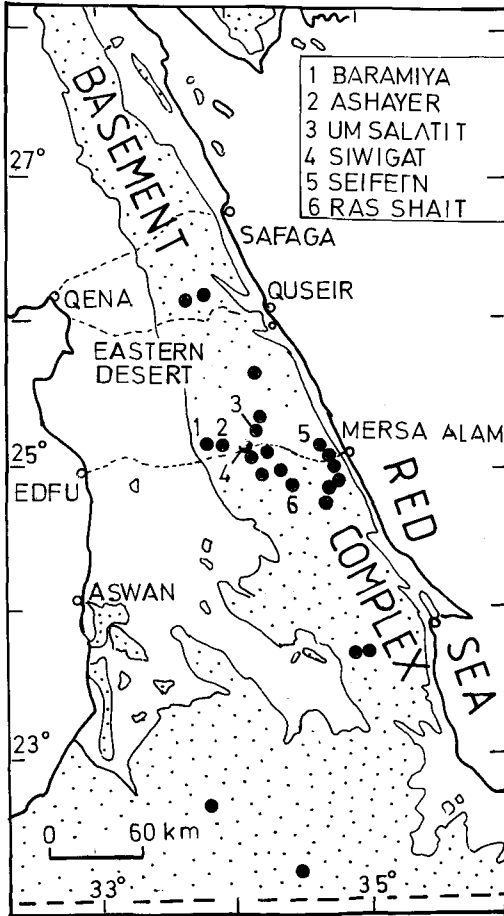 1 BARAMIYA
2 ASHAYER
3 UM SALATIT
4 SIWIGAT
5 SEIFEIN
6 RAS SHAIT
BASEMENT
27°
SAFAGA
QENA
QUSEIR
EASTERN
DESERT
3
1
2
5
MERSA ALAM
4
25°
EDFU
6
RED
COMPLEX
ASWAN
SEA
23°
0 60 km
33°
35°